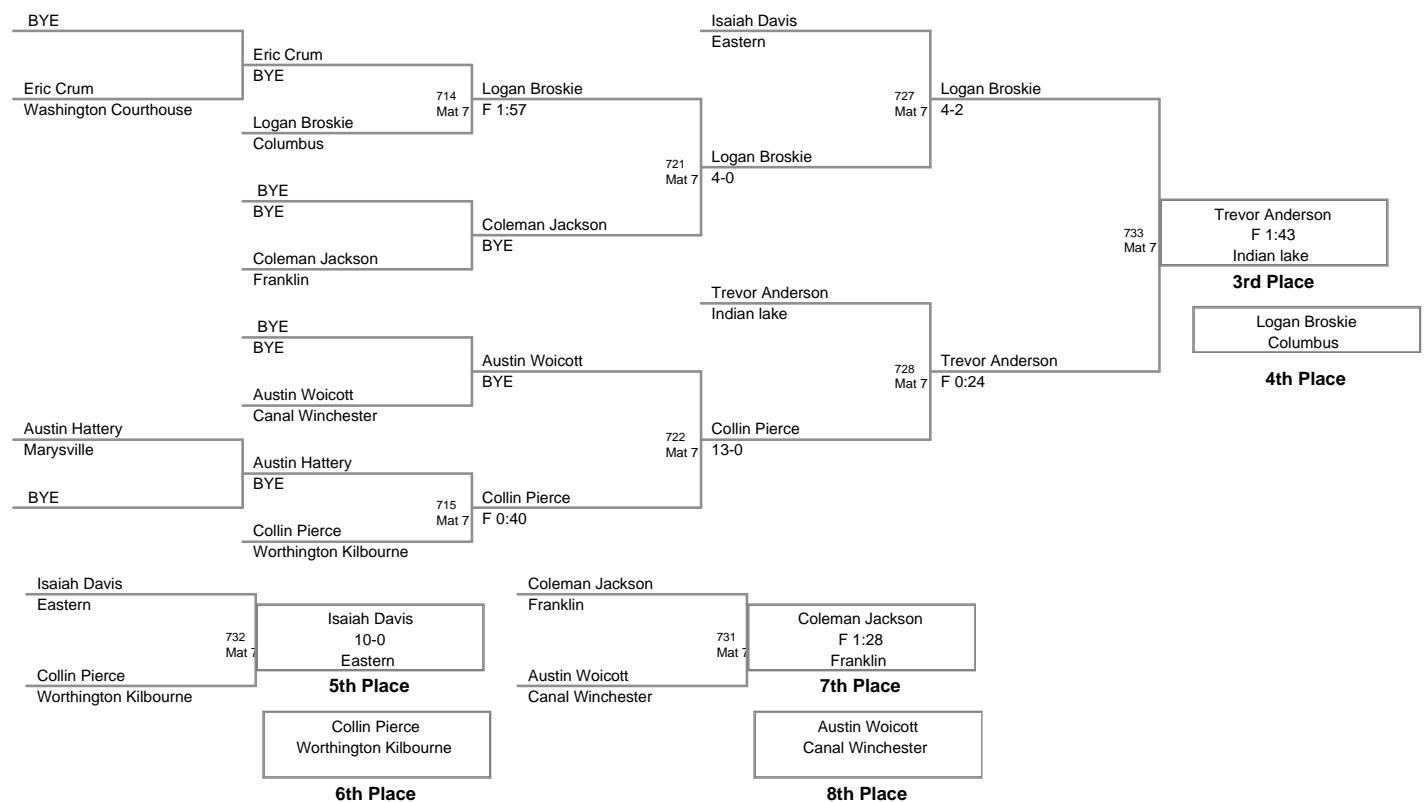 BYE
Eric Crum
Washington Courthouse
Eric Crum
BYE
714
Mat 7
Logan Broskie
Columbus
Logan Broskie
F 1:57
BYE
BYE
Coleman Jackson
Franklin
Coleman Jackson
BYE
721
Mat 7
Logan Broskie
4-0
Isaiah Davis
Eastern
727
Mat 7
Logan Broskie
4-2
BYE
BYE
Austin Woicott
Canal Winchester
Austin Woicott
BYE
Austin Hattery
Marysville
BYE
Austin Hattery
BYE
715
Mat 7
Collin Pierce
Worthington Kilbourne
Collin Pierce
F 0:40
722
Mat 7
Collin Pierce
13-0
Trevor Anderson
Indian lake
728
Mat 7
Trevor Anderson
F 0:24
733
Mat 7
Trevor Anderson
F 1:43
Indian lake
3rd Place
Logan Broskie
Columbus
4th Place
Isaiah Davis
Eastern
732
Mat 7
Collin Pierce
Worthington Kilbourne
Isaiah Davis
10-0
Eastern
5th Place
Collin Pierce
Worthington Kilbourne
6th Place
Coleman Jackson
Franklin
731
Mat 7
Austin Woicott
Canal Winchester
Coleman Jackson
F 1:28
Franklin
7th Place
Austin Woicott
Canal Winchester
8th Place